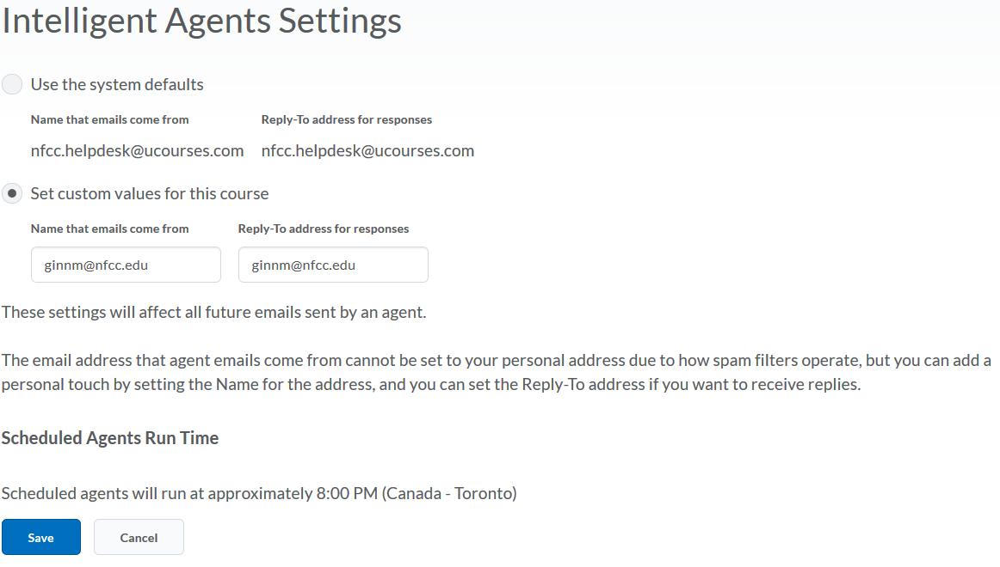 Intelligent Agents Settings
Use the system defaults
Name that emails come from Reply-To address for responses
nfcc.helpdesk@ucourses.com nfcc.helpdesk@ucourses.com
Set custom values for this course
Name that emails come from Reply-To address for responses
ginnm@nfcc.edu ginnm@nfcc.edu
These settings will affect all future emails sent by an agent.
The email address that agent emails come from cannot be set to your personal address due to how spam filters operate, but you can add a
personal touch by setting the Name for the address, and you can set the Reply-To address if you want to receive replies.
Scheduled Agents Run Time
Scheduled agents will run at approximately 8:00 PM (Canada - Toronto)
Save Cancel